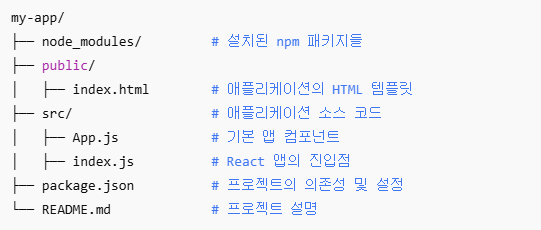 my-app/
├── node_modules/         # 설치된 npm 패키지들
├── public/
│   ├── index.html        # 애플리케이션의 HTML 템플릿
├── src/                  # 애플리케이션 소스 코드
│   ├── App.js            # 기본 앱 컴포넌트
│   ├── index.js          # React 앱의 진입점
├── package.json          # 프로젝트의 의존성 및 설정
└── README.md             # 프로젝트 설명